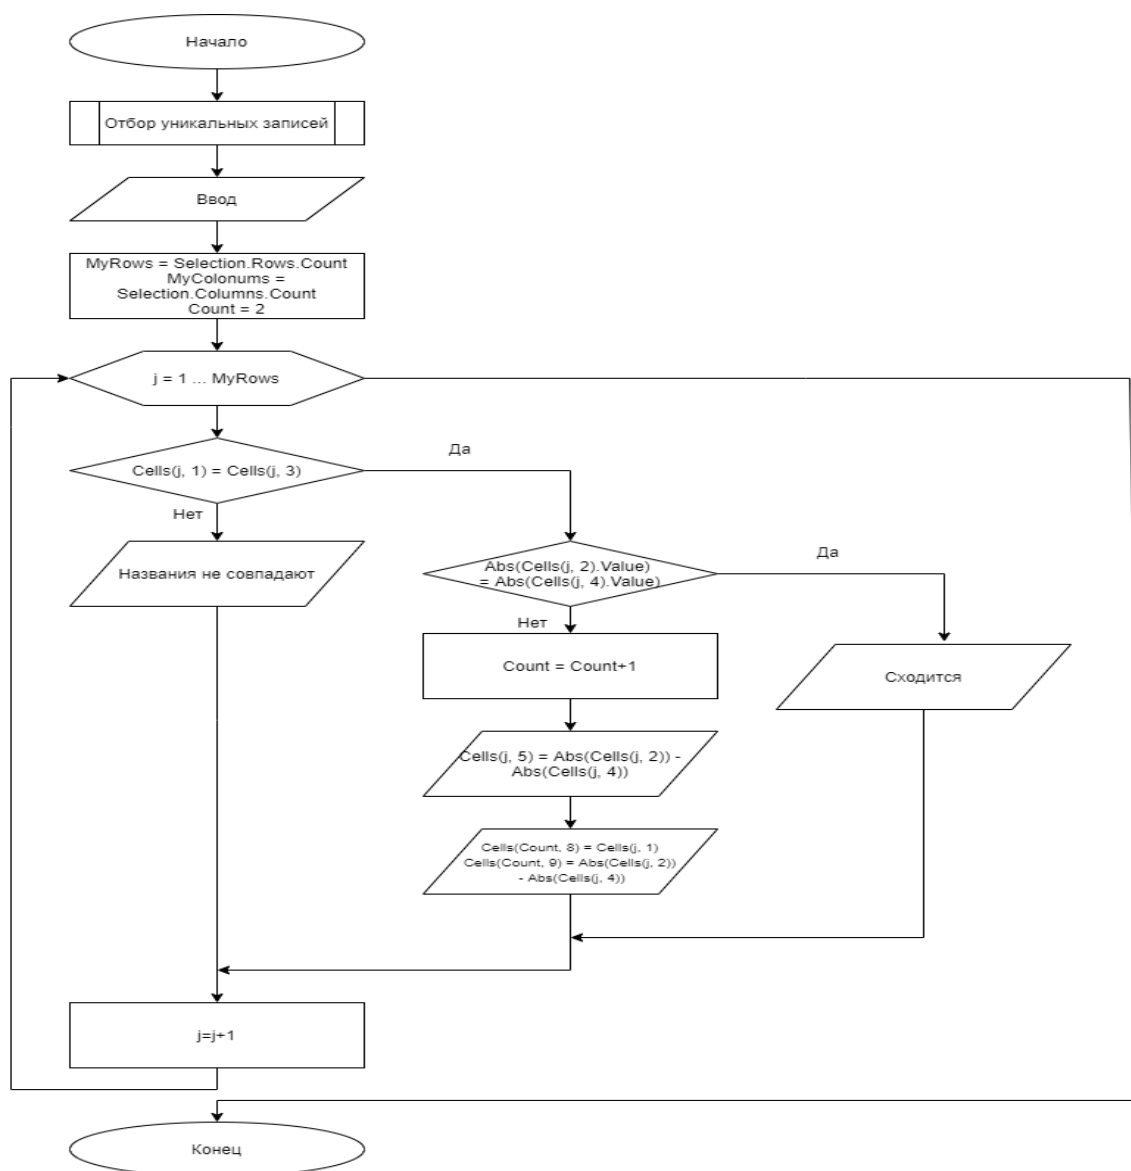 Начало
Отбор уникальных записей
Ввод
MyRows = Selection.Rows.Count
MyColonums =
Selection.Columns.Count
Count = 2
j = 1 ... MyRows
Cells(j, 1) = Cells(j, 3)
Да
Нет
Названия не совпадают
Abs(Cells(j, 2).Value)
= Abs(Cells(j, 4).Value)
Да
Нет
Count = Count+1
Сходится
Cells(j, 5) = Abs(Cells(j, 2)) -
Abs(Cells(j, 4))
Cells(Count, 8) = Cells(j, 1)
Cells(Count, 9) = Abs(Cells(j, 2))
- Abs(Cells(j, 4))
j=j+1
Конец